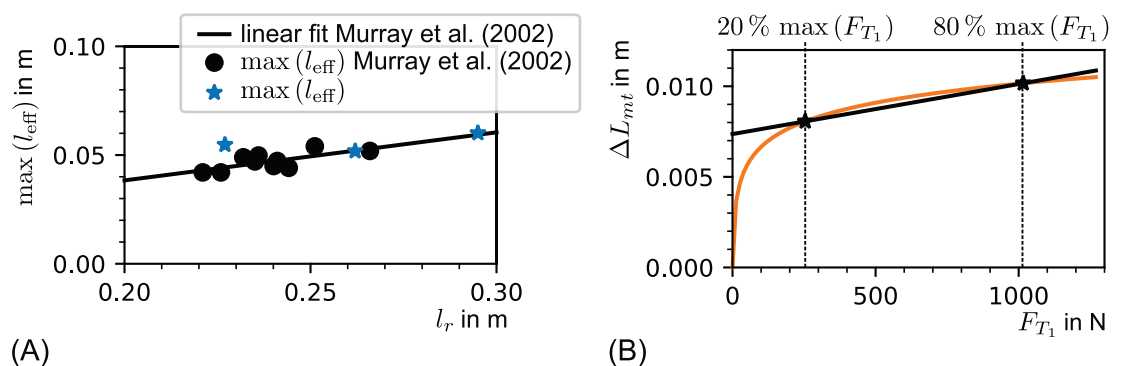 linear fit Murray et al. (2002)
max (l_eff) Murray et al. (2002)
max (l_eff)
0.10
0.05
0.00
max (l_eff) in m
0.20
0.25
0.30
l_r in m
(A)
20 % max (F_T₁)
80 % max (F_T₁)
0.010
0.005
0.000
ΔL_mt in m
0
500
1000
F_T₁ in N
(B)